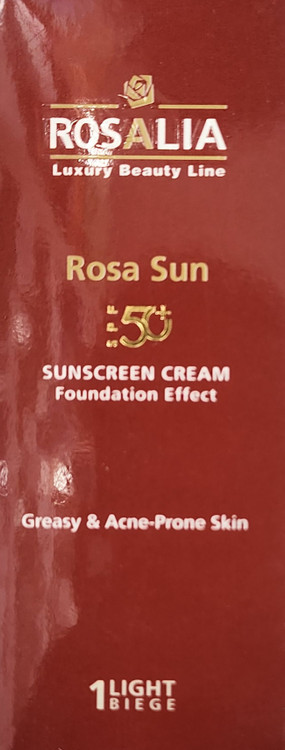 ROSALIA
Luxury Beauty Line
Rosa Sun
SPF 50+
SUNSCREEN CREAM
Foundation Effect
Greasy & Acne-Prone Skin
1 LIGHT
BIEGE